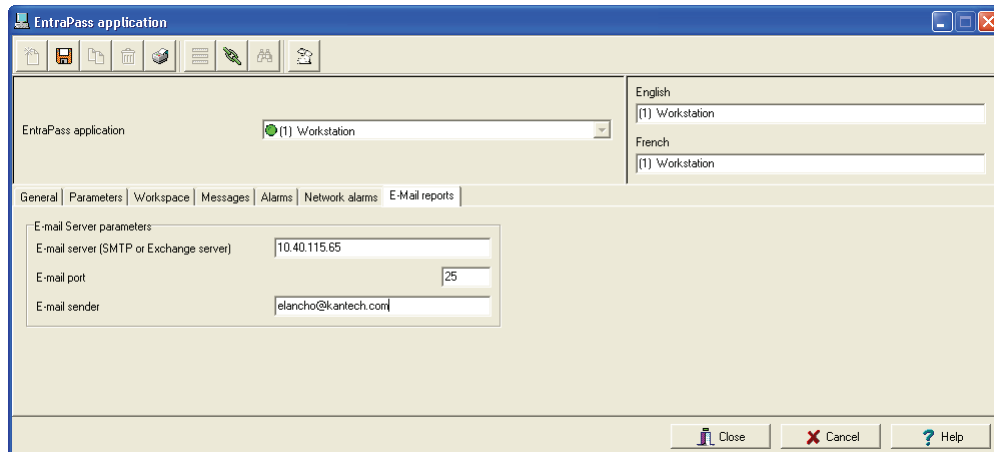 EntraPass application
English
(1) Workstation
EntraPass application
(1) Workstation
French
(1) Workstation
General Parameters Workspace Messages Alarms Network alarms E-Mail reports
E-mail Server parameters
E-mail server (SMTP or Exchange server) 10.40.115.65
E-mail port 25
E-mail sender elancho@kantech.com
Close Cancel ? Help